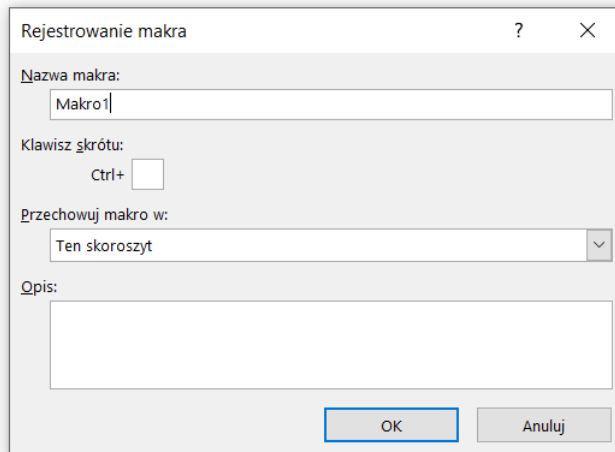 Rejestrowanie makra ?
Nazwa makra:
Makro1
Klawisz skrótu:
Ctrl+
Przechowuj makro w:
Ten skoroszyt
Opis:
OK Anuluj